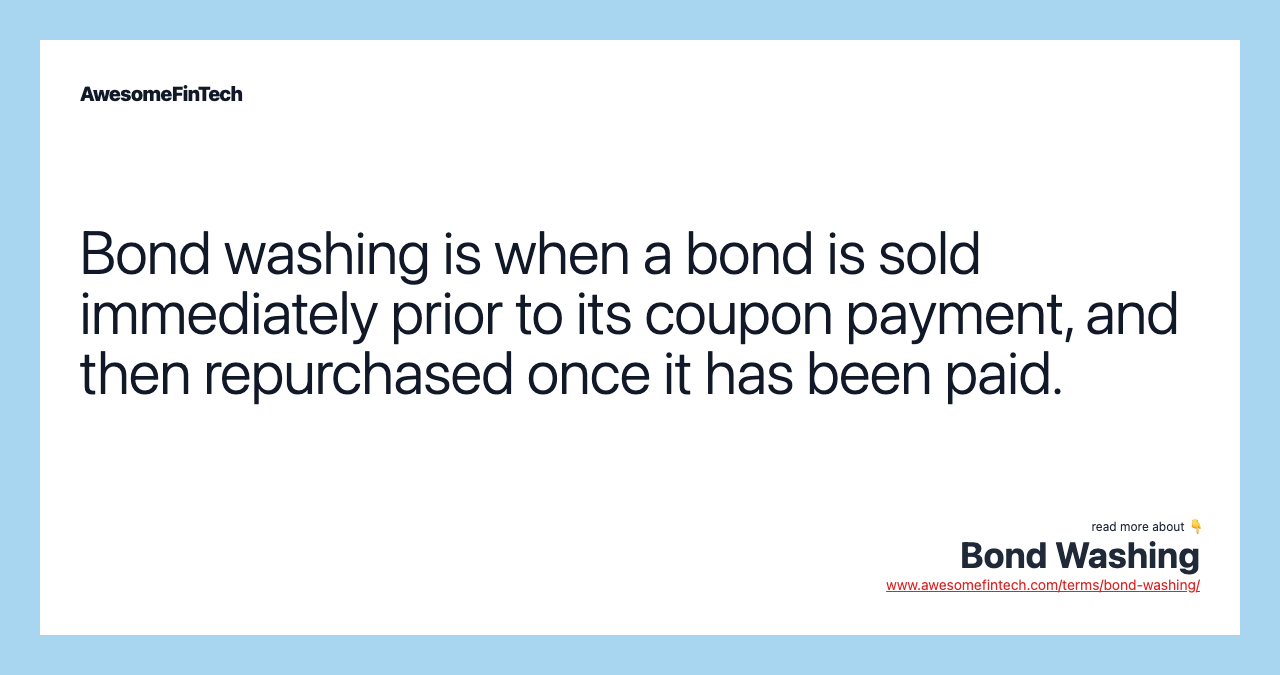 AwesomeFinTech
Bond washing is when a bond is sold
immediately prior to its coupon payment, and
then repurchased once it has been paid.
read more about 👇
Bond Washing
www.awesomefintech.com/terms/bond-washing/